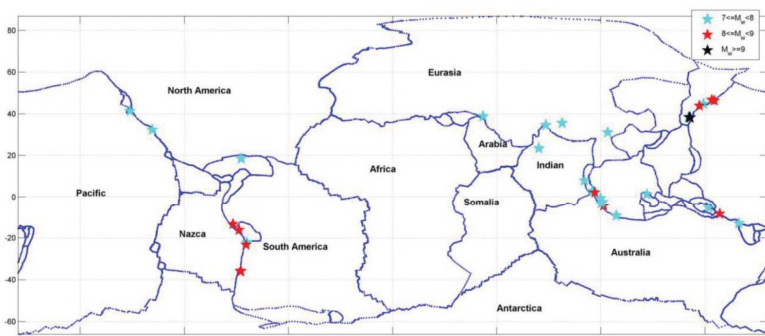 7<=Mw<8
8<=Mw<9
Mw>=9
80
60
40
20
0
-20
-40
-60
North America
Eurasia
Arabia
Indian
Africa
Pacific
Somalia
Nazca
South America
Australia
Antarctica